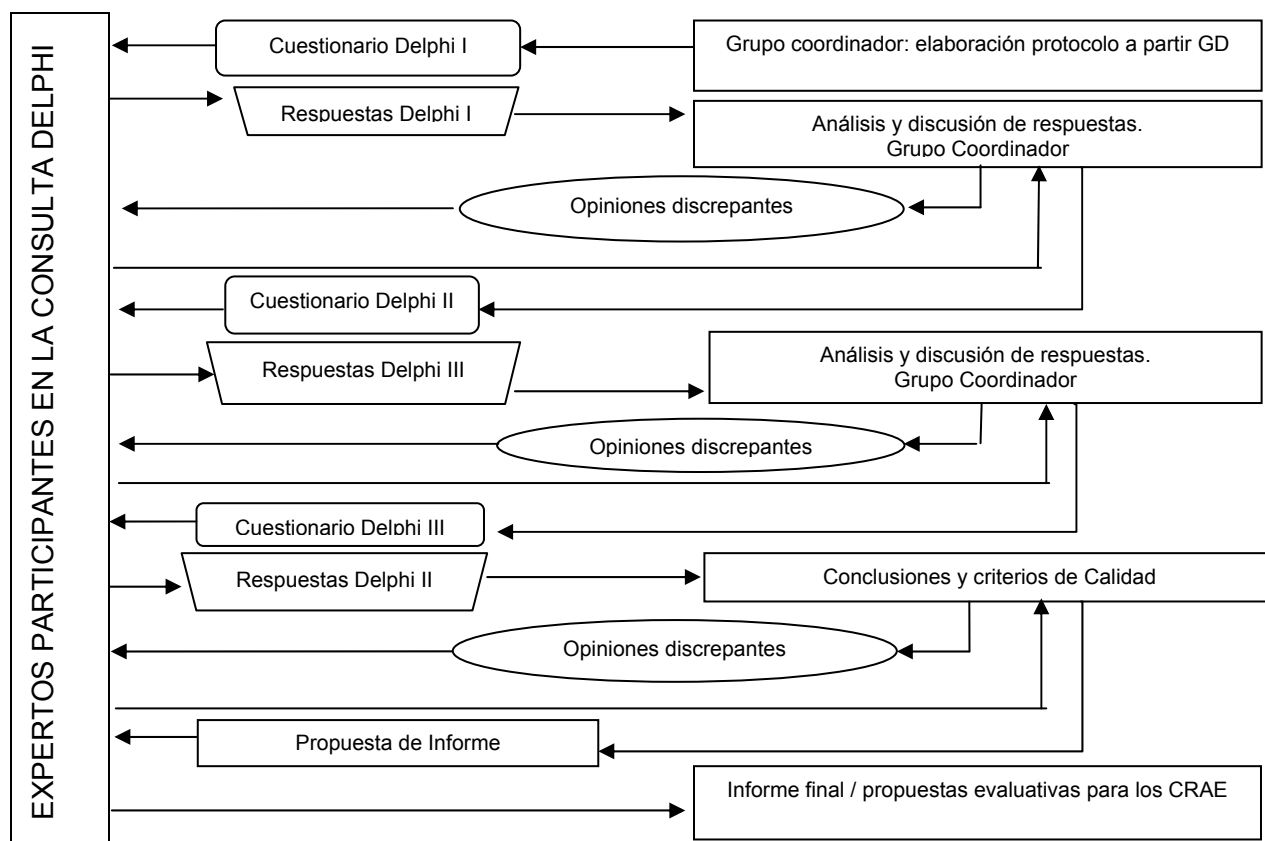 EXPERTOS PARTICIPANTES EN LA CONSULTA DELPHI
Cuestionario Delphi I
Grupo coordinador: elaboración protocolo a partir GD
Respuestas Delphi I
Análisis y discusión de respuestas.
Grupo Coordinador
Opiniones discrepantes
Cuestionario Delphi II
Respuestas Delphi III
Análisis y discusión de respuestas.
Grupo Coordinador
Opiniones discrepantes
Cuestionario Delphi III
Respuestas Delphi II
Conclusiones y criterios de Calidad
Opiniones discrepantes
Propuesta de Informe
Informe final / propuestas evaluativas para los CRAE